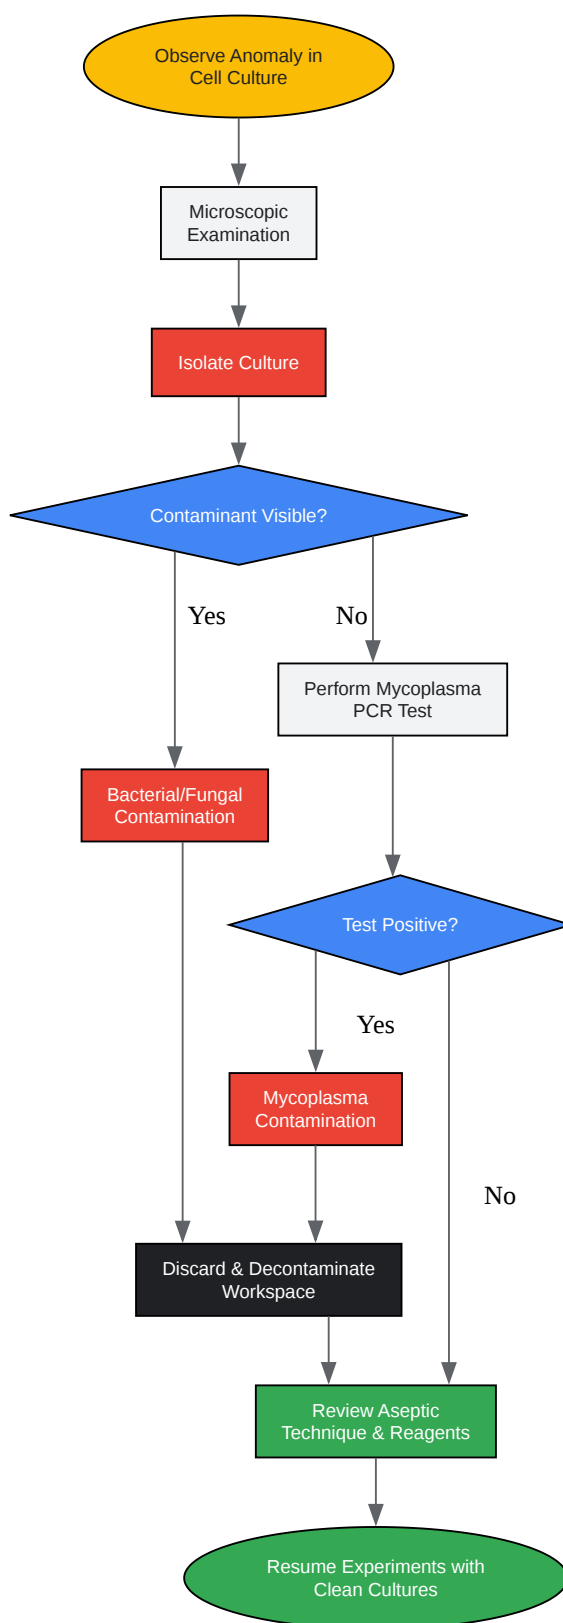 Observe Anomaly in
Cell Culture
Microscopic
Examination
Isolate Culture
Contaminant Visible?
Yes
No
Perform Mycoplasma
PCR Test
Bacterial/Fungal
Contamination
Test Positive?
Yes
Mycoplasma
Contamination
No
Discard & Decontaminate
Workspace
Review Aseptic
Technique & Reagents
Resume Experiments with
Clean Cultures